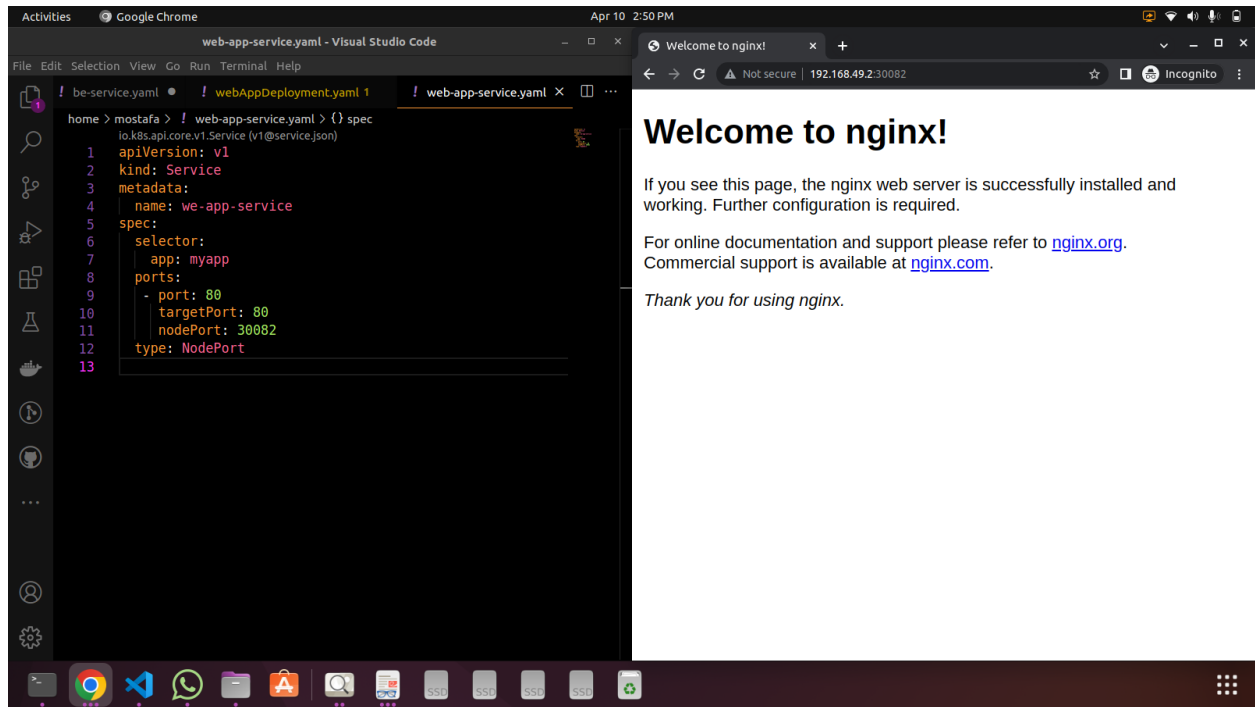 Activities Google Chrome Apr 10 2:50 PM
web-app-service.yaml - Visual Studio Code
File Edit Selection View Go Run Terminal Help
! be-service.yaml ● ! webAppDeployment.yaml 1 ! web-app-service.yaml ×
home > mostafa > ! web-app-service.yaml > {} spec
io.k8s.api.core.v1.Service (v1@service.json)
1 apiVersion: v1
2 kind: Service
3 metadata:
4 name: we-app-service
5 spec:
6 selector:
7 app: myapp
8 ports:
9 - port: 80
10 targetPort: 80
11 nodePort: 30082
12 type: NodePort
13
1
Welcome to nginx! × +
Not secure | 192.168.49.2:30082 Incognito
Welcome to nginx!
If you see this page, the nginx web server is successfully installed and
working. Further configuration is required.
For online documentation and support please refer to nginx.org.
Commercial support is available at nginx.com.
Thank you for using nginx.
SSD SSD SSD SSD